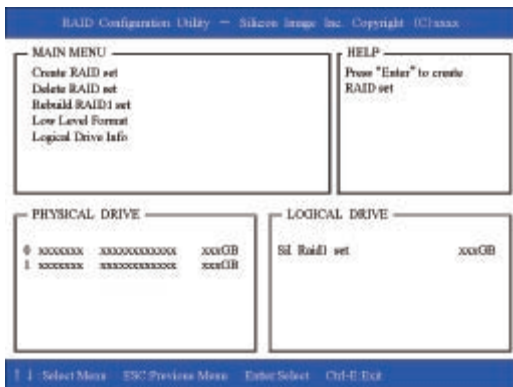 RAID Configuration Utility — Silicon Image Inc. Copyright (C)xxxx
MAIN MENU
Create RAID set
Delete RAID set
Rebuild RAID1 set
Low Level Format
Logical Drive Info
HELP
Press "Enter" to create
RAID set
PHYSICAL DRIVE
0 xxxxxxx xxxxxxxxxxxx xxxGB
1 xxxxxxx xxxxxxxxxxxx xxxGB
LOGICAL DRIVE
SiI Raid1 set xxxGB
↑ ↓ :Select Menu ESC:Previous Menu Enter:Select Ctrl-E:Exit